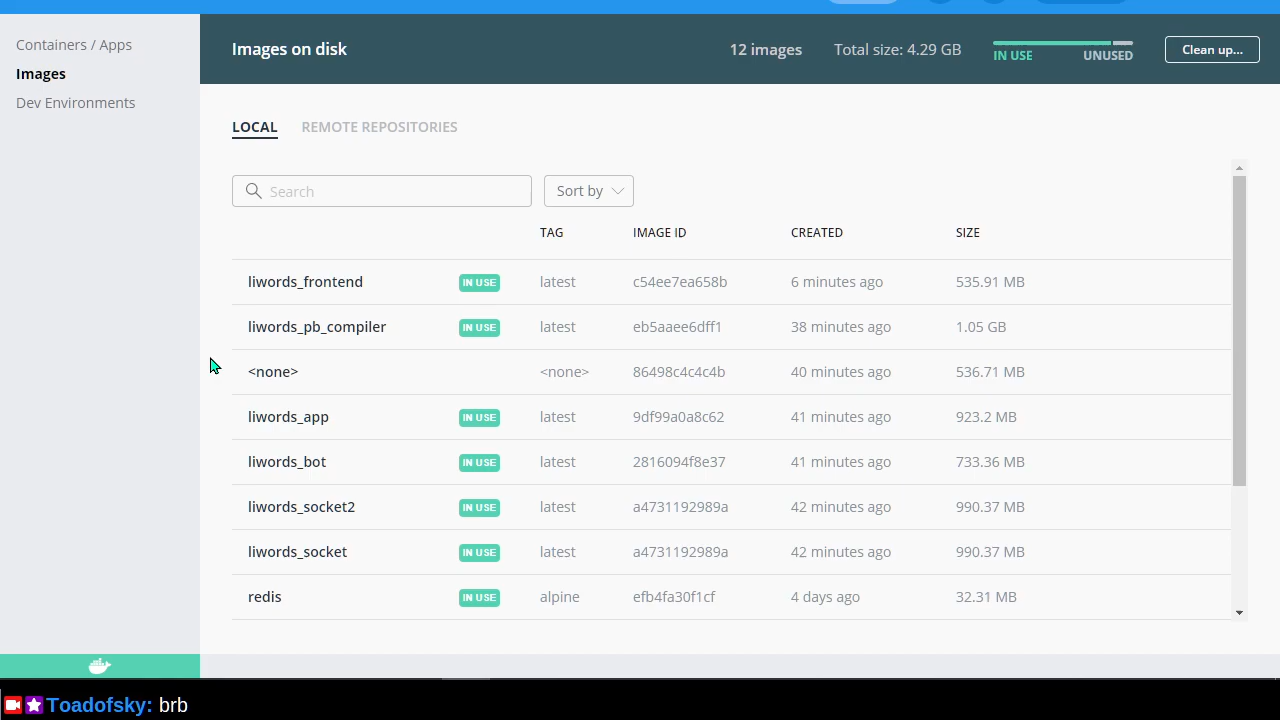 Containers / Apps
Images
Dev Environments
Images on disk
12 images Total size: 4.29 GB IN USE UNUSED Clean up...
LOCAL REMOTE REPOSITORIES
Search Sort by
TAG IMAGE ID CREATED SIZE
liwords_frontend IN USE latest c54ee7ea658b 6 minutes ago 535.91 MB
liwords_pb_compiler IN USE latest eb5aaee6dff1 38 minutes ago 1.05 GB
<none> <none> 86498c4c4c4b 40 minutes ago 536.71 MB
liwords_app IN USE latest 9df99a0a8c62 41 minutes ago 923.2 MB
liwords_bot IN USE latest 2816094f8e37 41 minutes ago 733.36 MB
liwords_socket2 IN USE latest a4731192989a 42 minutes ago 990.37 MB
liwords_socket IN USE latest a4731192989a 42 minutes ago 990.37 MB
redis IN USE alpine efb4fa30f1cf 4 days ago 32.31 MB
Toadofsky: brb